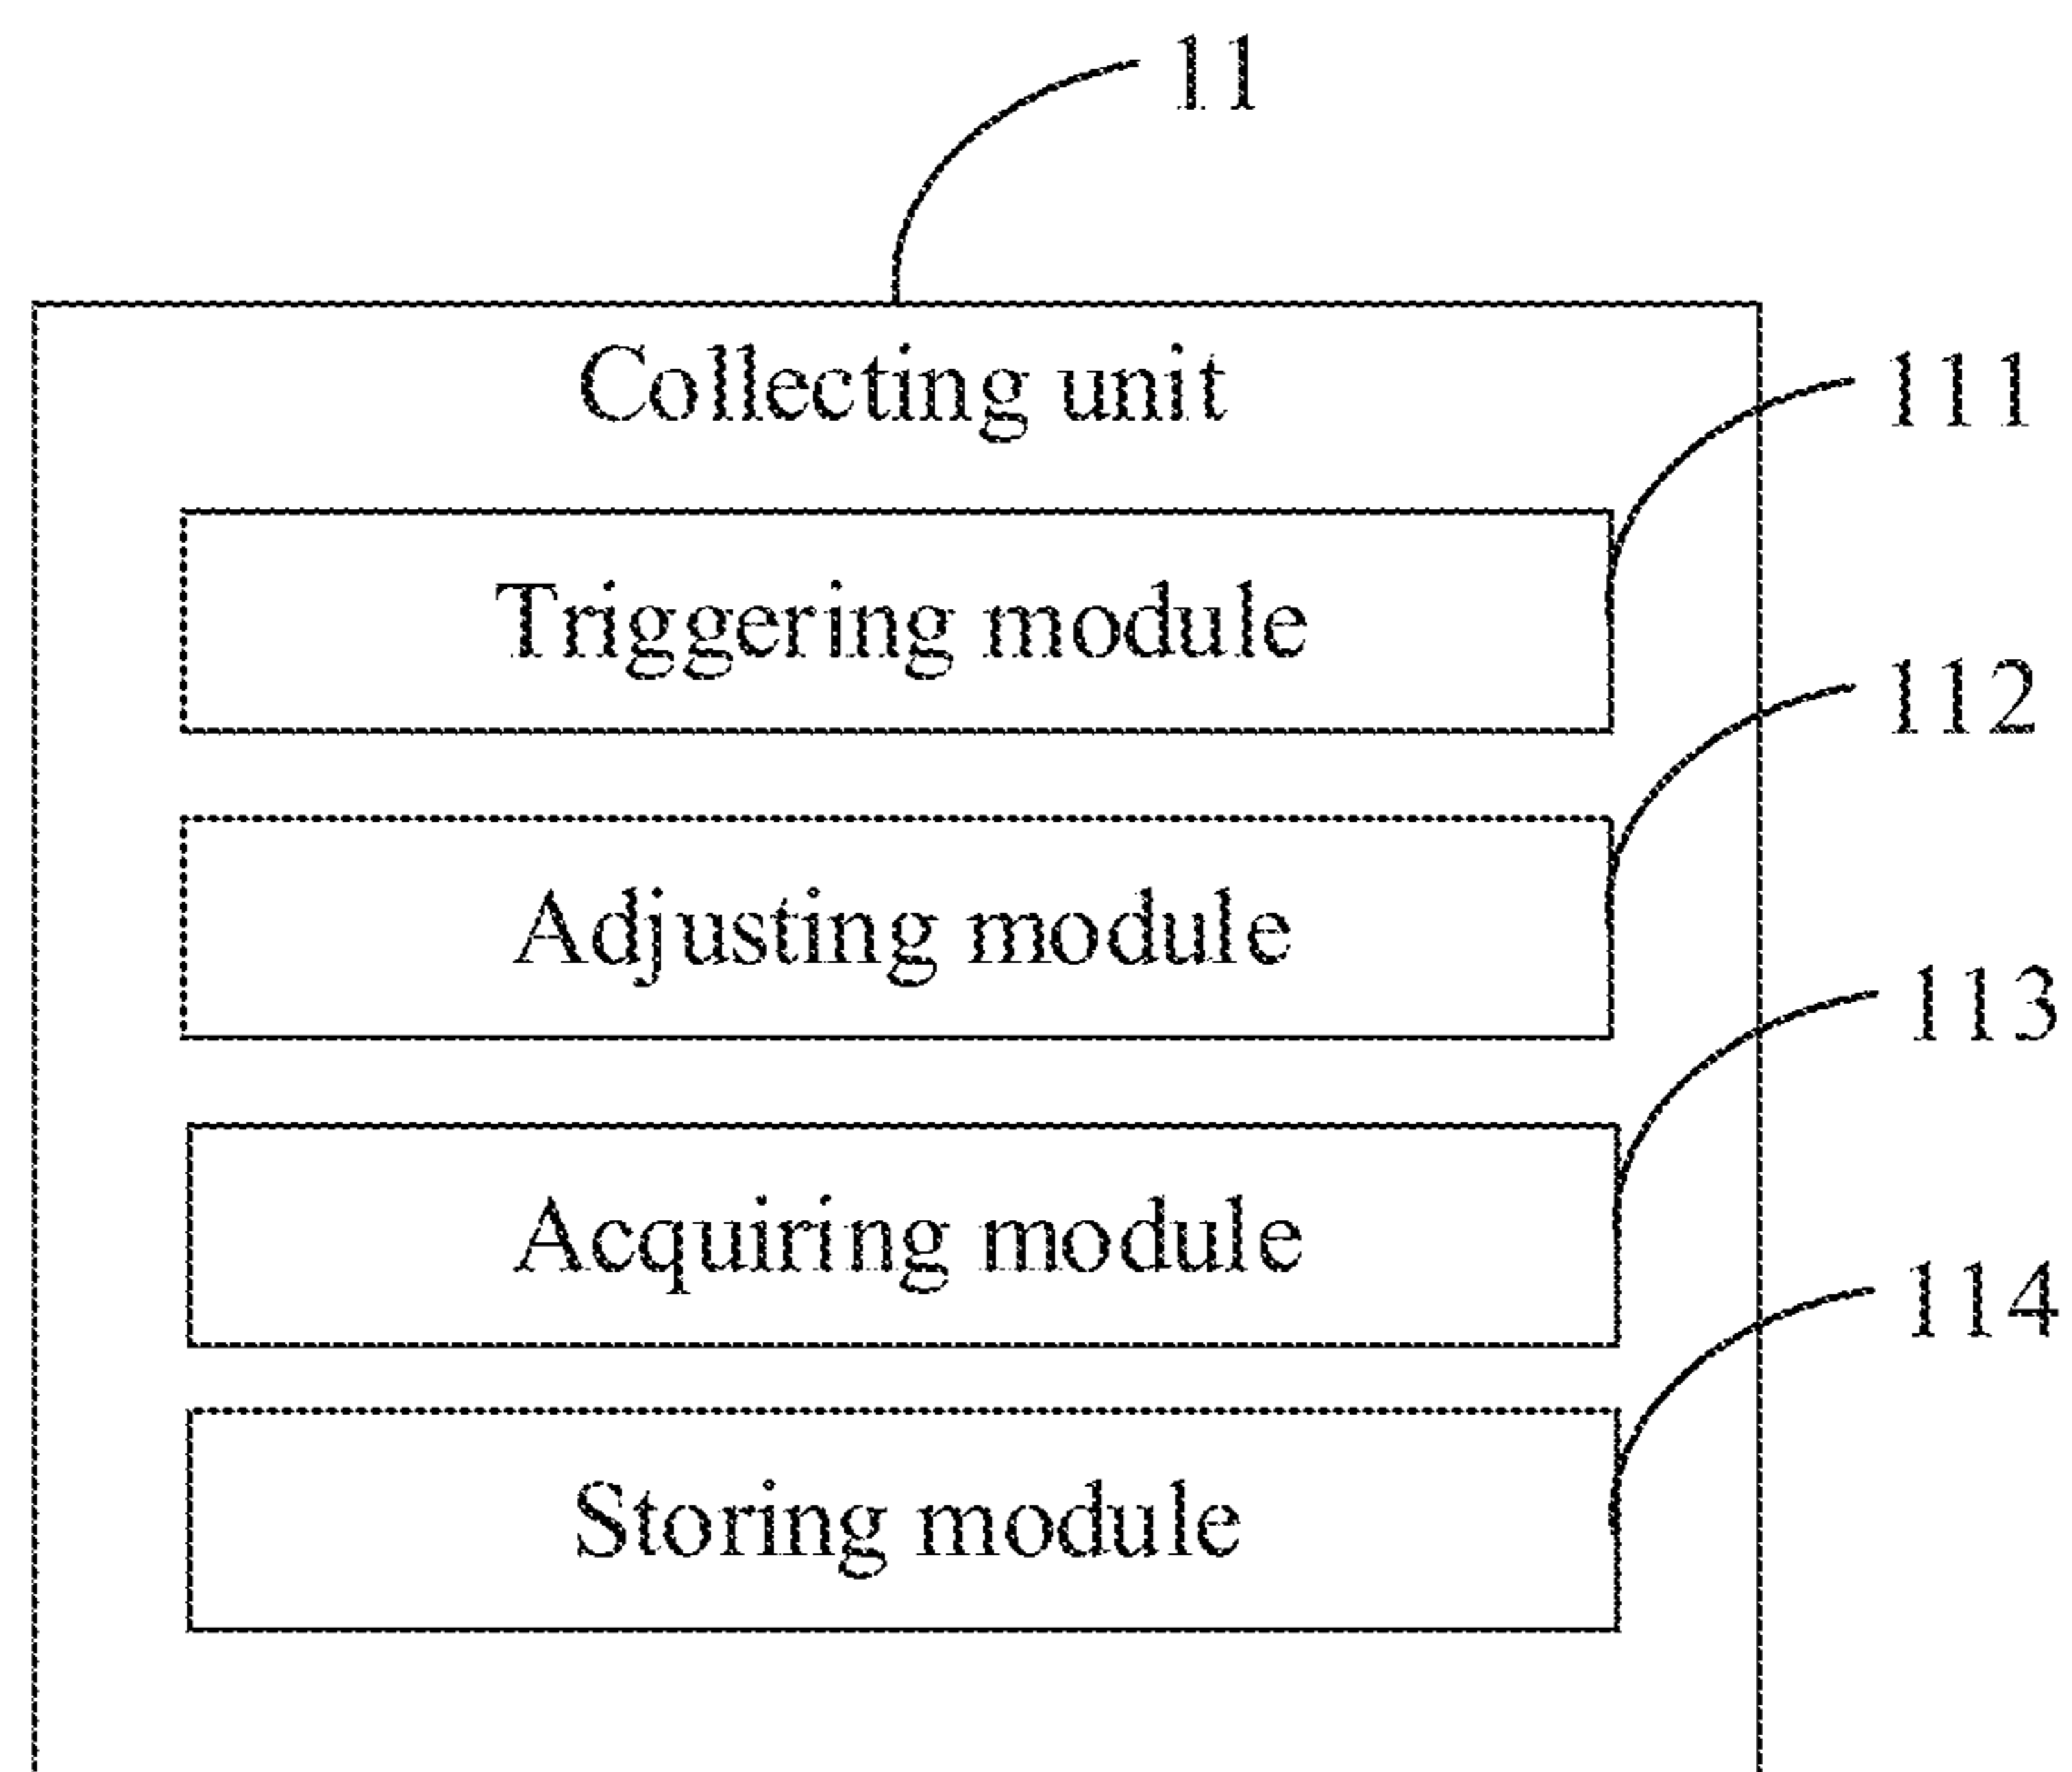 11
Collecting unit
111
Triggering module
112
Adjusting module
113
Acquiring module
114
Storing module